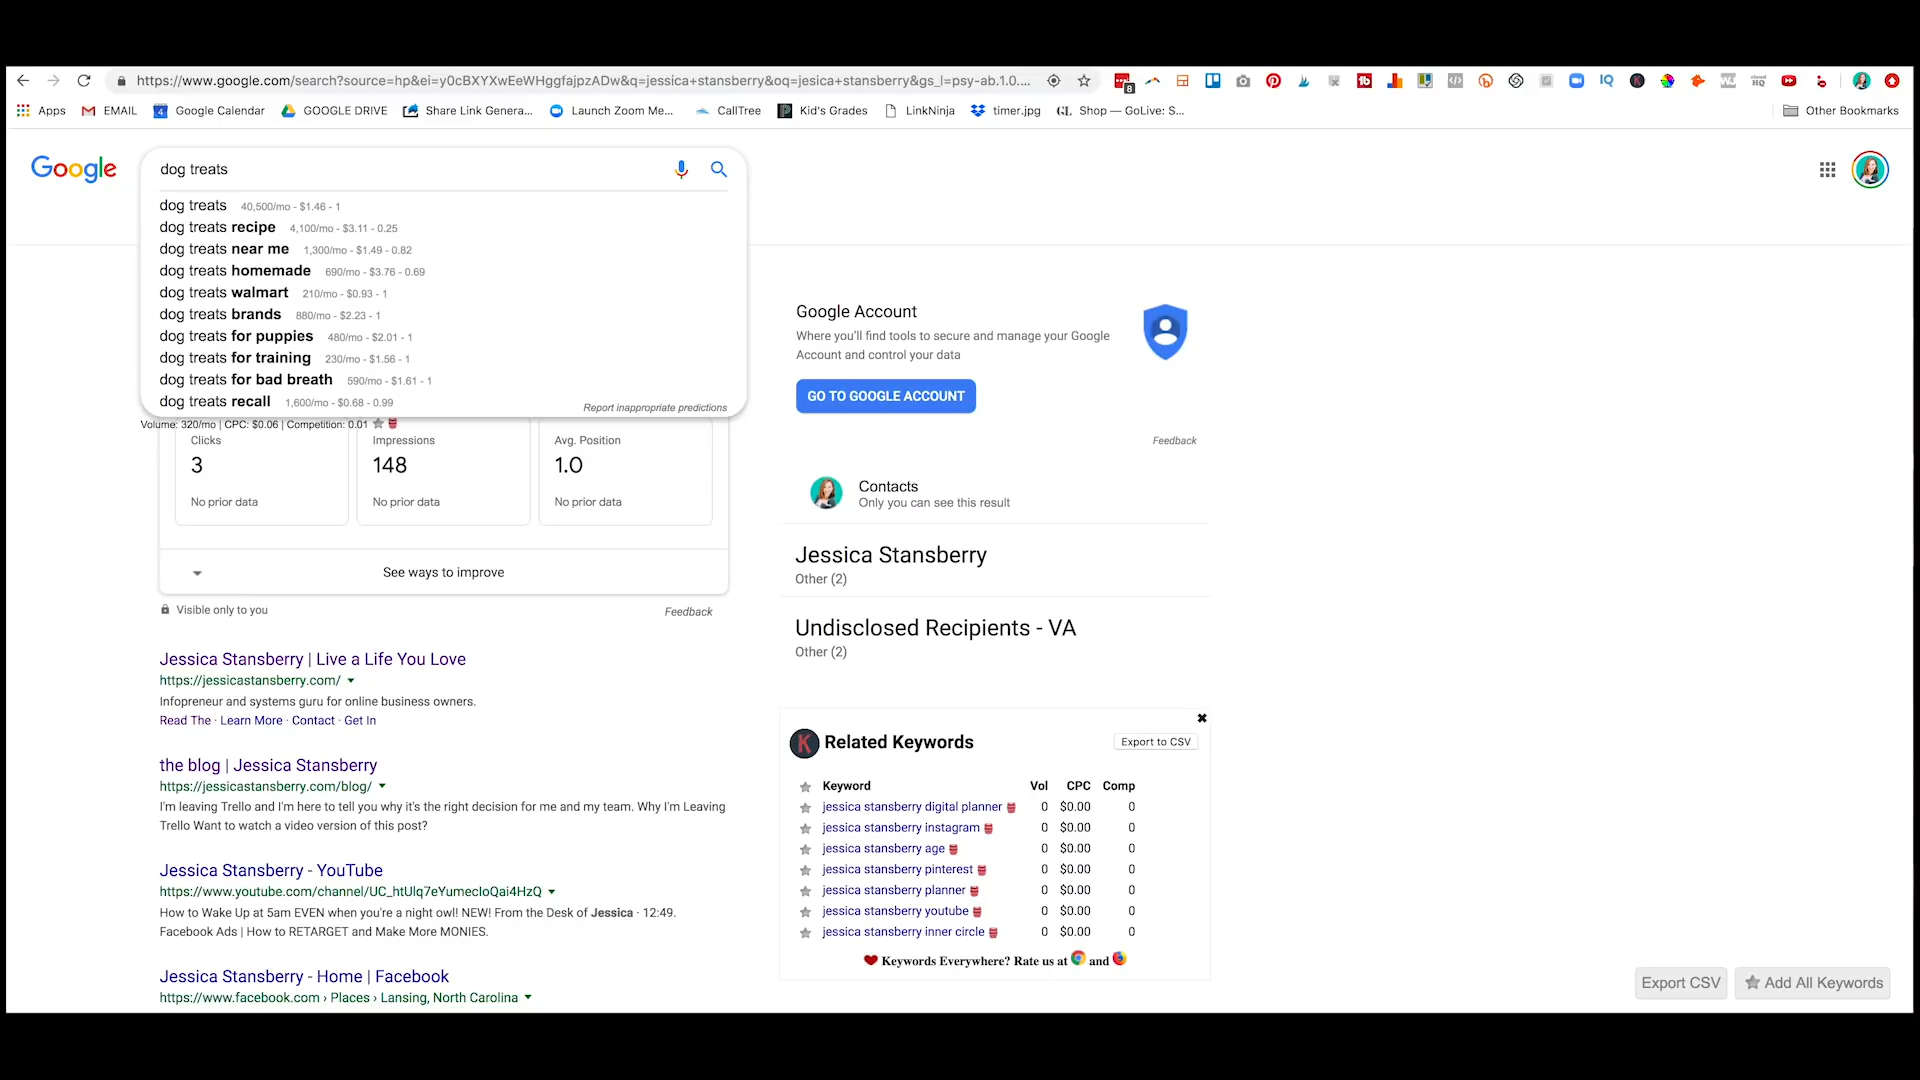 https://www.google.com/search?source=hp&ei=y0cBXYXwEeWHggfajpzADw&q=jessica+stansberry&oq=jesica+stansberry&gs_l=psy-ab.1.0....
Apps EMAIL Google Calendar GOOGLE DRIVE Share Link Genera... Launch Zoom Me... CallTree Kid's Grades LinkNinja timer.jpg GL Shop — GoLive: S... Other Bookmarks
Google
dog treats
dog treats 40,500/mo - $1.46 - 1
dog treats recipe 4,100/mo - $3.11 - 0.25
dog treats near me 1,300/mo - $1.49 - 0.82
dog treats homemade 690/mo - $3.76 - 0.69
dog treats walmart 210/mo - $0.93 - 1
dog treats brands 880/mo - $2.23 - 1
dog treats for puppies 480/mo - $2.01 - 1
dog treats for training 230/mo - $1.56 - 1
dog treats for bad breath 590/mo - $1.61 - 1
dog treats recall 1,600/mo - $0.68 - 0.99
Report inappropriate predictions
Volume: 320/mo | CPC: $0.06 | Competition: 0.01
Clicks Impressions Avg. Position
3 148 1.0
No prior data No prior data No prior data
See ways to improve
Visible only to you Feedback
Jessica Stansberry | Live a Life You Love
https://jessicastansberry.com/
Infopreneur and systems guru for online business owners.
Read The · Learn More · Contact · Get In
the blog | Jessica Stansberry
https://jessicastansberry.com/blog/
I'm leaving Trello and I'm here to tell you why it's the right decision for me and my team. Why I'm Leaving
Trello Want to watch a video version of this post?
Jessica Stansberry - YouTube
https://www.youtube.com/channel/UC_htUlq7eYumecIoQai4HzQ
How to Wake Up at 5am EVEN when you're a night owl! NEW! From the Desk of Jessica · 12:49.
Facebook Ads | How to RETARGET and Make More MONIES.
Jessica Stansberry - Home | Facebook
https://www.facebook.com › Places › Lansing, North Carolina
Google Account
Where you'll find tools to secure and manage your Google
Account and control your data
GO TO GOOGLE ACCOUNT
Feedback
Contacts
Only you can see this result
Jessica Stansberry
Other (2)
Undisclosed Recipients - VA
Other (2)
K Related Keywords Export to CSV
Keyword Vol CPC Comp
jessica stansberry digital planner 0 $0.00 0
jessica stansberry instagram 0 $0.00 0
jessica stansberry age 0 $0.00 0
jessica stansberry pinterest 0 $0.00 0
jessica stansberry planner 0 $0.00 0
jessica stansberry youtube 0 $0.00 0
jessica stansberry inner circle 0 $0.00 0
Keywords Everywhere? Rate us at and
Export CSV Add All Keywords